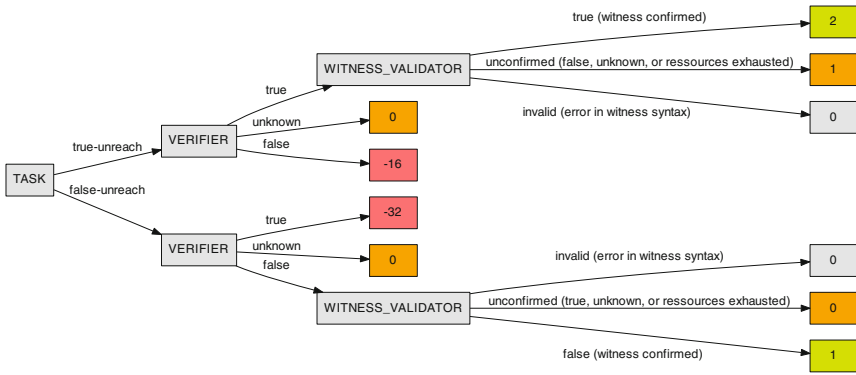 true (witness confirmed)
2
WITNESS_VALIDATOR
unconfirmed (false, unknown, or ressources exhausted)
1
true
invalid (error in witness syntax)
0
unknown
0
VERIFIER
false
true-unreach
-16
TASK
false-unreach
true
-32
VERIFIER
unknown
0
false
invalid (error in witness syntax)
0
WITNESS_VALIDATOR
unconfirmed (true, unknown, or ressources exhausted)
0
false (witness confirmed)
1